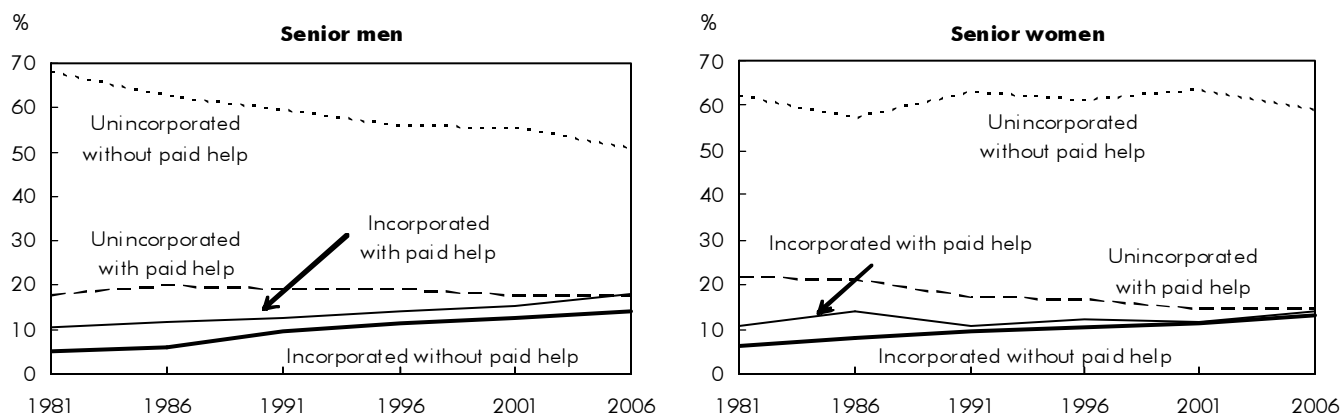 %
Senior men
70
60
50
40
30
20
10
0
Unincorporated
without paid help
Unincorporated
with paid help
Incorporated
with paid help
Incorporated without paid help
1981 1986 1991 1996 2001 2006
%
Senior women
70
60
50
40
30
20
10
0
Unincorporated
without paid help
Incorporated with paid help
Unincorporated
with paid help
Incorporated without paid help
1981 1986 1991 1996 2001 2006